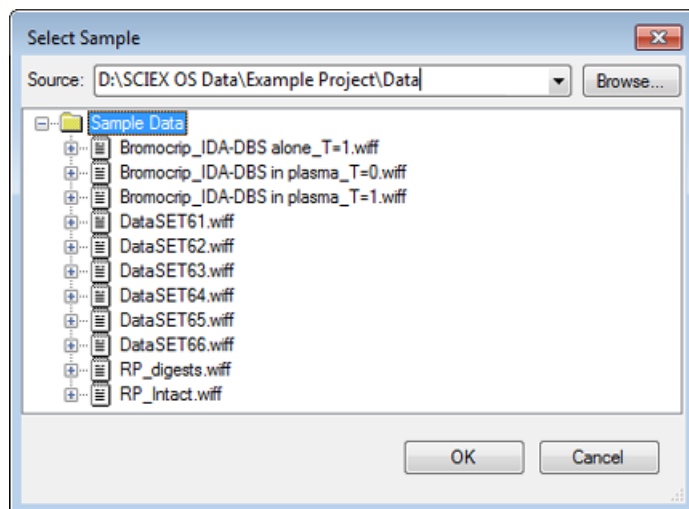 Select Sample
Source: D:\SCIEX OS Data\Example Project\Data Browse...
Sample Data
Bromocrip_IDA-DBS alone_T=1.wiff
Bromocrip_IDA-DBS in plasma_T=0.wiff
Bromocrip_IDA-DBS in plasma_T=1.wiff
DataSET61.wiff
DataSET62.wiff
DataSET63.wiff
DataSET64.wiff
DataSET65.wiff
DataSET66.wiff
RP_digests.wiff
RP_Intact.wiff
OK Cancel